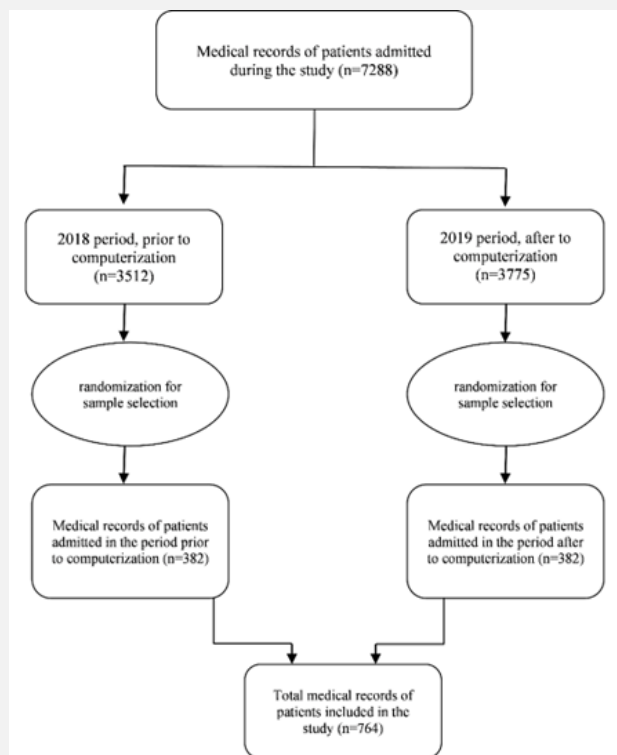 Medical records of patients admitted
during the study (n=7288)
2018 period, prior to
computerization
(n=3512)
2019 period, after to
computerization
(n=3775)
randomization for
sample selection
randomization for
sample selection
Medical records of patients
admitted in the period prior
to computerization (n=382)
Medical records of patients
admitted in the period after
to computerization (n=382)
Total medical records of
patients included in the
study (n=764)